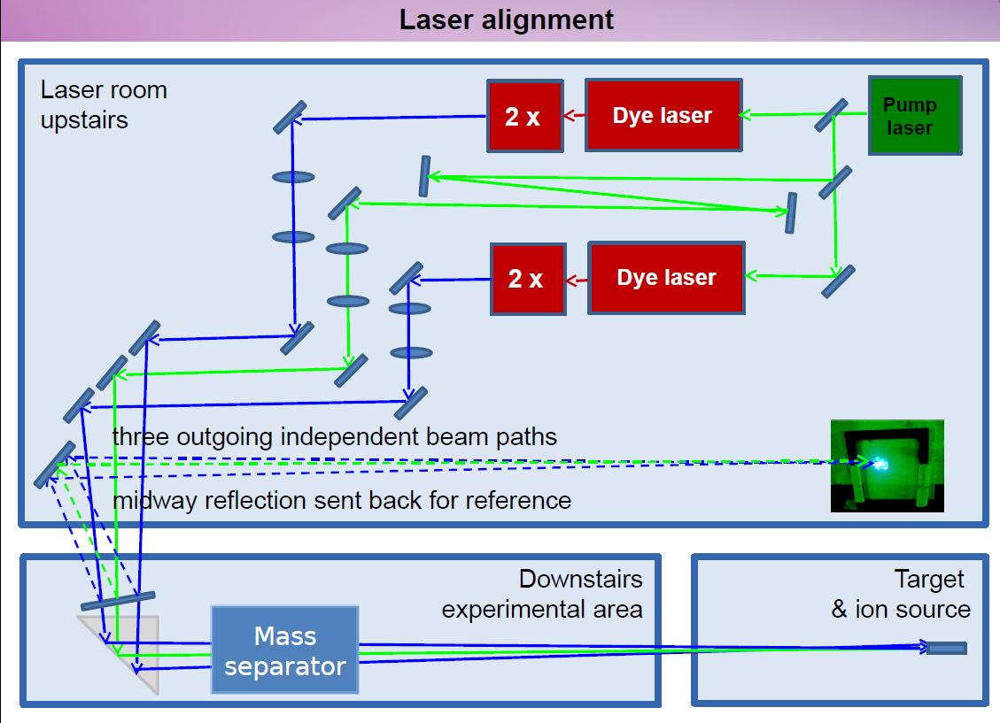 Laser alignment
Laser room
upstairs
2 x
Dye laser
Pump
laser
2 x
Dye laser
three outgoing independent beam paths
midway reflection sent back for reference
Downstairs
experimental area
Target
& ion source
Mass
separator